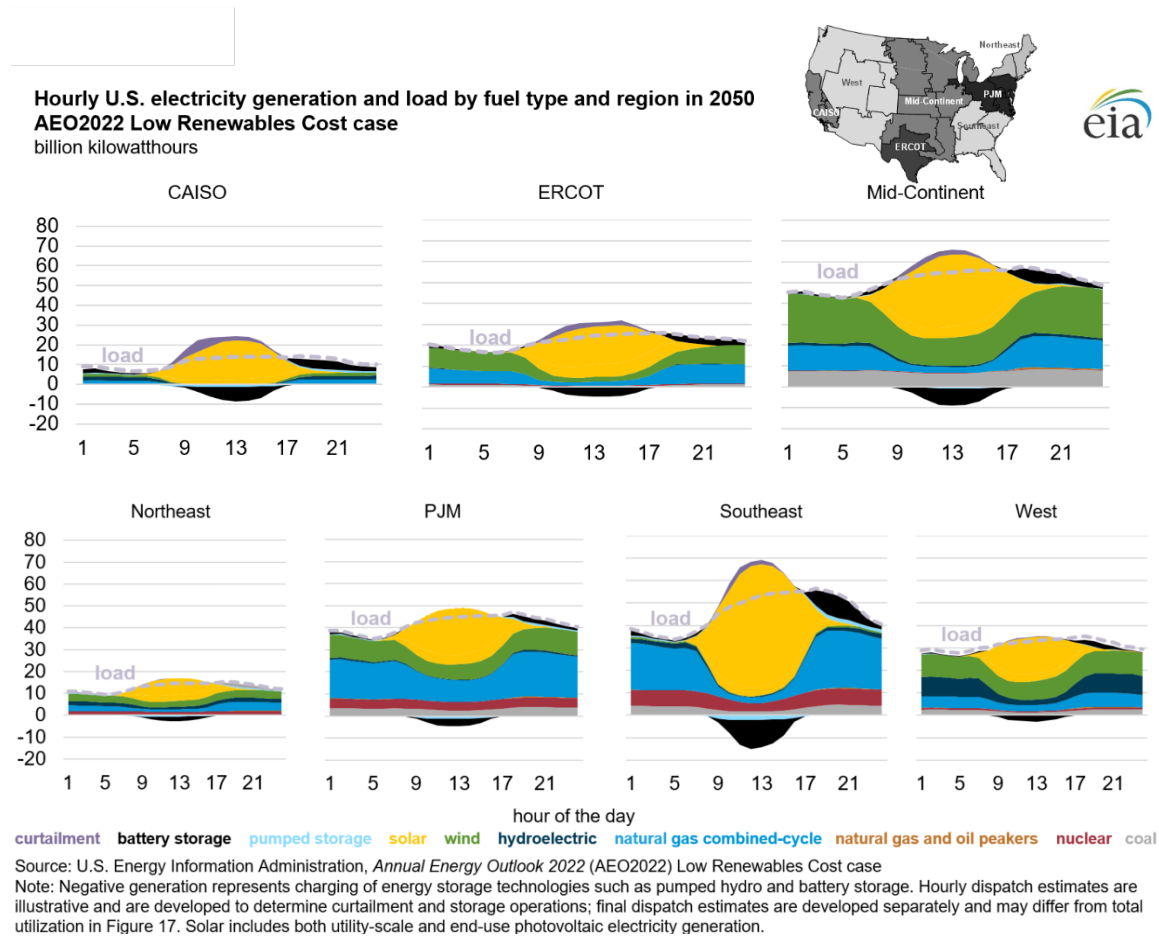 Northeast
West
PJM
Mid-Continent
CAISO
Southeast
ERCOT
eia
Hourly U.S. electricity generation and load by fuel type and region in 2050
AEO2022 Low Renewables Cost case
billion kilowatthours
CAISO ERCOT Mid-Continent
80
70
60
50
40
30
20
10
0
-10
-20
load
load
load
1 5 9 13 17 21 1 5 9 13 17 21 1 5 9 13 17 21
Northeast PJM Southeast West
80
70
60
50
40
30
20
10
0
-10
-20
load
load
load
load
1 5 9 13 17 21 1 5 9 13 17 21 1 5 9 13 17 21 1 5 9 13 17 21
hour of the day
curtailment battery storage pumped storage solar wind hydroelectric natural gas combined-cycle natural gas and oil peakers nuclear coal
Source: U.S. Energy Information Administration, Annual Energy Outlook 2022 (AEO2022) Low Renewables Cost case
Note: Negative generation represents charging of energy storage technologies such as pumped hydro and battery storage. Hourly dispatch estimates are
illustrative and are developed to determine curtailment and storage operations; final dispatch estimates are developed separately and may differ from total
utilization in Figure 17. Solar includes both utility-scale and end-use photovoltaic electricity generation.